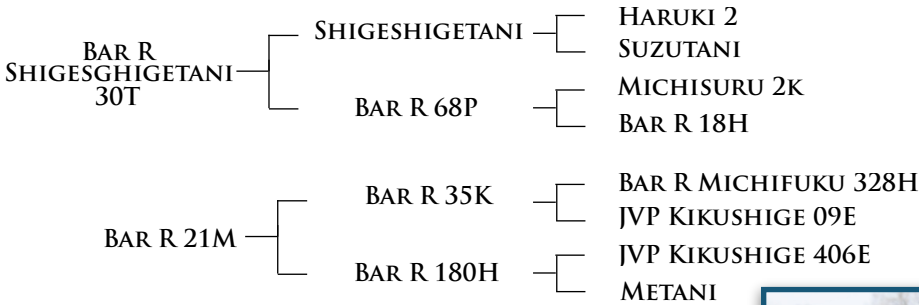 BAR R
SHIGESGHIGETANI
30T
SHIGESHIGETANI
HARUKI 2
SUZUTANI
BAR R 68P
MICHISURU 2K
BAR R 18H
BAR R 21M
BAR R 35K
BAR R MICHIFUKU 328H
JVP KIKUSHIGE 09E
BAR R 180H
JVP KIKUSHIGE 406E
METANI